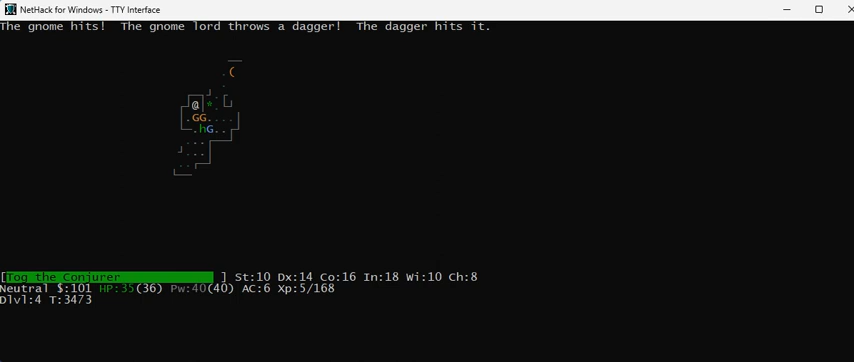 NetHack for Windows - TTY Interface
The gnome hits!  The gnome lord throws a dagger!  The dagger hits it.
.(
.
@ * .
.GG....
.hG..
...
...
..
[Tog the Conjurer ] St:10 Dx:14 Co:16 In:18 Wi:10 Ch:8
Neutral $:101 HP:35(36) Pw:40(40) AC:6 Xp:5/168
Dlvl:4 T:3473